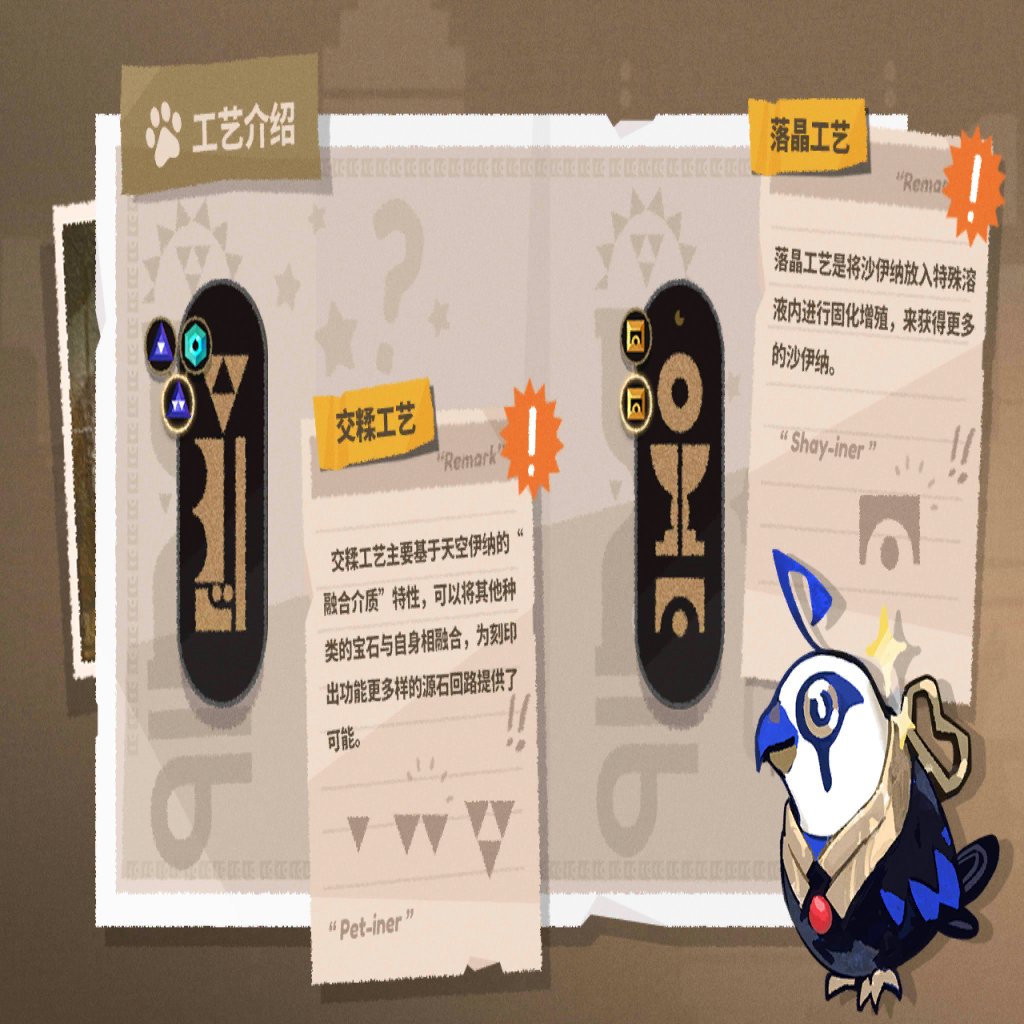 工艺介绍
交鞣工艺
“Remark”
交鞣工艺主要基于天空伊纳的“
融合介质”特性，可以将其他种
类的宝石与自身相融合，为刻印
出功能更多样的源石回路提供了
可能。
!!
“Pet-iner”
落晶工艺
“Remar
落晶工艺是将沙伊纳放入特殊溶
液内进行固化增殖，来获得更多
的沙伊纳。
“Shay-iner”
!!